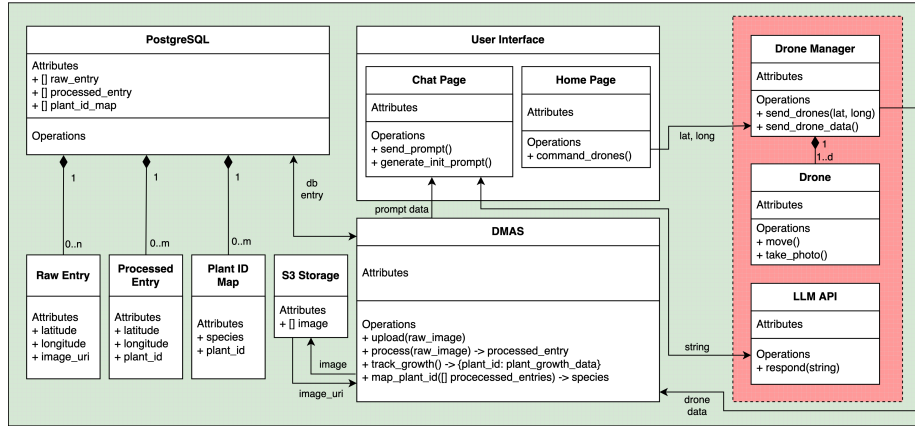 PostgreSQL
Attributes
+ [] raw_entry
+ [] processed_entry
+ [] plant_id_map
Operations
1
1
1
0..n
0..m
0..m
Raw Entry
Attributes
+ latitude
+ longitude
+ image_uri
Processed
Entry
Attributes
+ latitude
+ longitude
+ plant_id
Plant ID
Map
Attributes
+ species
+ plant_id
db
entry
S3 Storage
Attributes
+ [] image
image
image_uri
User Interface
Chat Page
Attributes
Operations
+ send_prompt()
+ generate_init_prompt()
Home Page
Attributes
Operations
+ command_drones()
prompt data
DMAS
Attributes
Operations
+ upload(raw_image)
+ process(raw_image) -> processed_entry
+ track_growth() -> {plant_id: plant_growth_data}
+ map_plant_id([] procecessed_entries) -> species
lat, long
string
drone
data
Drone Manager
Attributes
Operations
+ send_drones(lat, long)
+ send_drone_data()
1
1..d
Drone
Attributes
Operations
+ move()
+ take_photo()
LLM API
Attributes
Operations
+ respond(string)